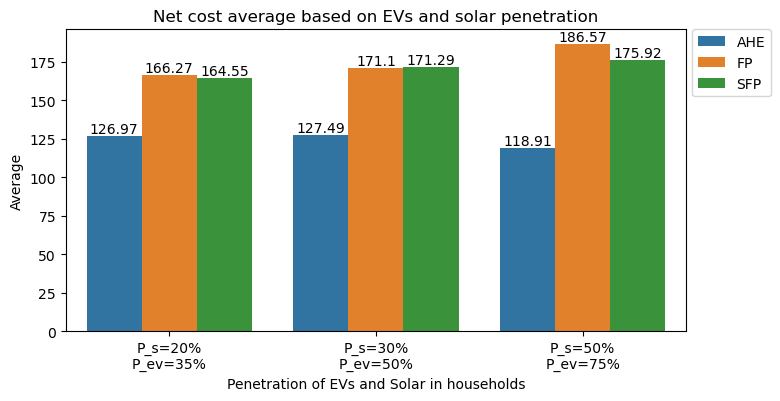 Net cost average based on EVs and solar penetration
AHE
FP
SFP
Average
175
150
125
100
75
50
25
0
126.97
166.27
164.55
127.49
171.1
171.29
118.91
186.57
175.92
P_s=20%
P_ev=35%
P_s=30%
P_ev=50%
P_s=50%
P_ev=75%
Penetration of EVs and Solar in households